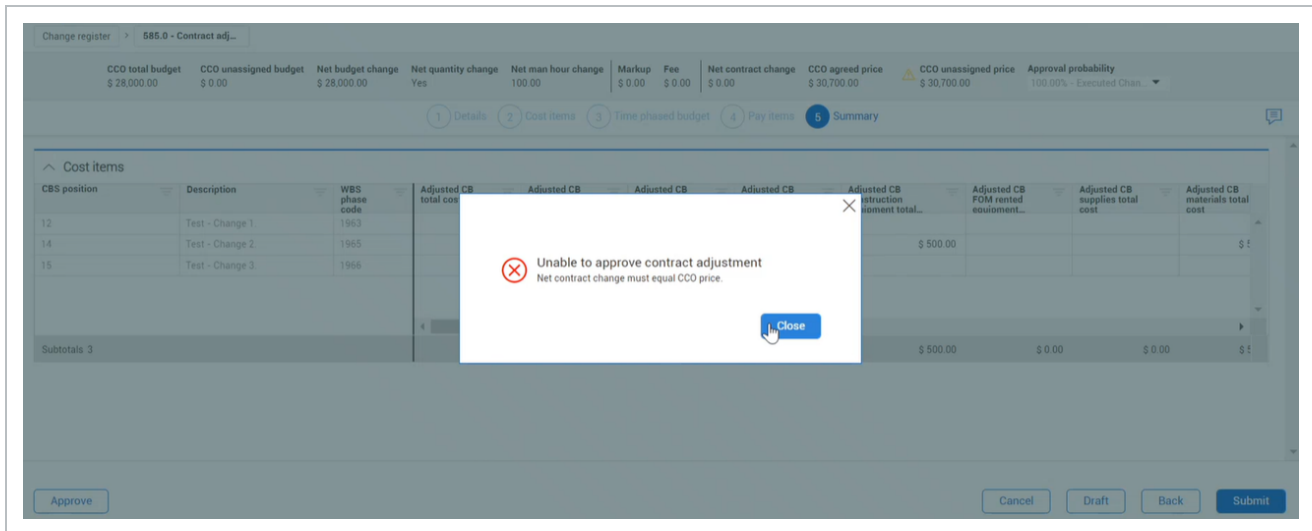 Change register > 585.0 - Contract adj...
CCO total budget CCO unassigned budget Net budget change Net quantity change Net man hour change Markup Fee Net contract change CCO agreed price CCO unassigned price Approval probability
$ 28,000.00 $ 0.00 $ 28,000.00 Yes 100.00 $ 0.00 $ 0.00 $ 0.00 $ 30,700.00 $ 30,700.00 100.00% - Executed Chan...
1 Details 2 Cost items 3 Time phased budget 4 Pay items 5 Summary
Cost items
CBS position Description WBS Adjusted CB Adjusted CB Adjusted CB Adjusted CB Adjusted CB Adjusted CB Adjusted CB Adjusted CB
phase total cos FOM rented supplies total materials total
code equipment... cost cost
12 Test - Change 1 1963
14 Test - Change 2 1965 $ 500.00
15 Test - Change 3 1966
Unable to approve contract adjustment
Net contract change must equal CCO price.
Close
Subtotals 3 $ 500.00 $ 0.00 $ 0.00
Approve Cancel Draft Back Submit